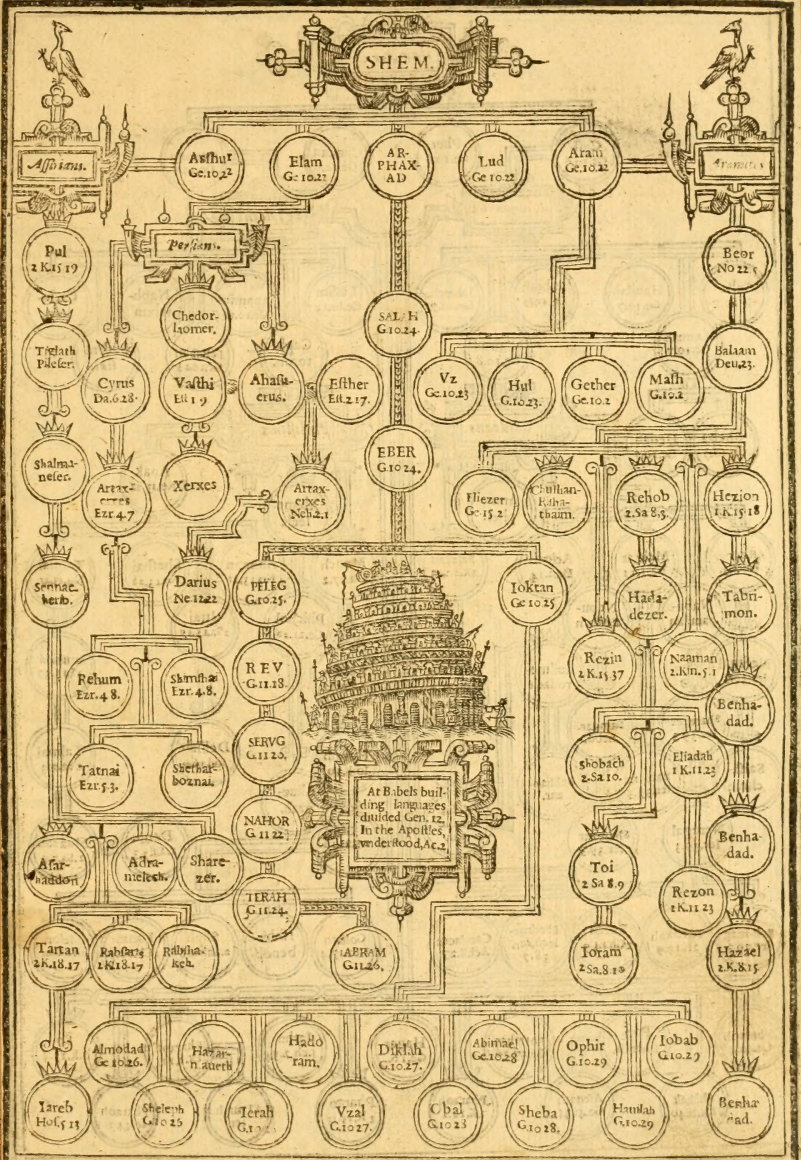 SHEM.
Assirians.
Asshur
Ge.10.22
Elam
Ge 10.22
AR-
PHAX-
AD
Lud
Ge 10.22
Aram
Ge.10.22
Pul
2 K.15 19
Persians.
Beor
No 22 5
Chedor-
laomer.
SALAH
G.10.24.
Tiglath
Pileser.
Cyrus
Da.6.28.
Vasthi
Est 1 9
Ahasu-
erus.
Esther
Est.2 17.
Vz
Ge.10.23
Hul
G.10.23.
Gether
Ge.10.2
Mash
G.10.2
Balaam
Deu.23.
Shalma-
neser.
Artax-
erxes
Ezr.4.7
Xerxes
Artax-
erxes
Neh.2.1
EBER
G.10 24.
Eliezer
Ge 15 2
Rehob
2.Sa 8.3.
Hezion
1 K.15.18
Sennac
herib.
Darius
Ne.12.22
PELEG
G.10.25.
Ioktan
Ge 10 25
Hada-
dezer.
Tabri-
mon.
Rehum
Ezr.4 8.
Shimshai
Ezr.4.8.
REV
G.11.18.
Rezin
2 K.15 37
Naaman
2.Kin.5.1
Benha-
dad.
Tatnai
Ezr.5.3.
Shethar-
boznai.
SERVG
G.11 20.
Shobach
2.Sa 10.
Eliadah
1 K.11.23
At Babels buil-
ding languages
diuided Gen. 12.
In the Apostles,
vnderstood, Ac.2
NAHOR
G 11 22
Asar-
haddon
Adra-
melech.
Share-
zer.
Toi
2 Sa 8.9
Benha-
dad.
TERAH
G 11.24.
Rezon
1 K.11 23
Tartan
2 K.18.17
Rabsaris
2 K.18.17
Rabsha-
keh.
ABRAM
G.11.26.
Ioram
2 Sa.8 10
Hazael
2.K.8.15
Almodad
Ge 10.26.
Hazar-
maueth
Hado
ram.
Diklah
G.10.27.
Abimael
Ge.10.28
Ophir
G.10.29
Iobab
G.10.29
Iareb
Hos.5 13
Sheleph
G.10 26
Ierah
Vzal
G.10 27.
Obal
G.10 28
Sheba
G.10 28.
Hauilah
G.10.29
Benha
dad.